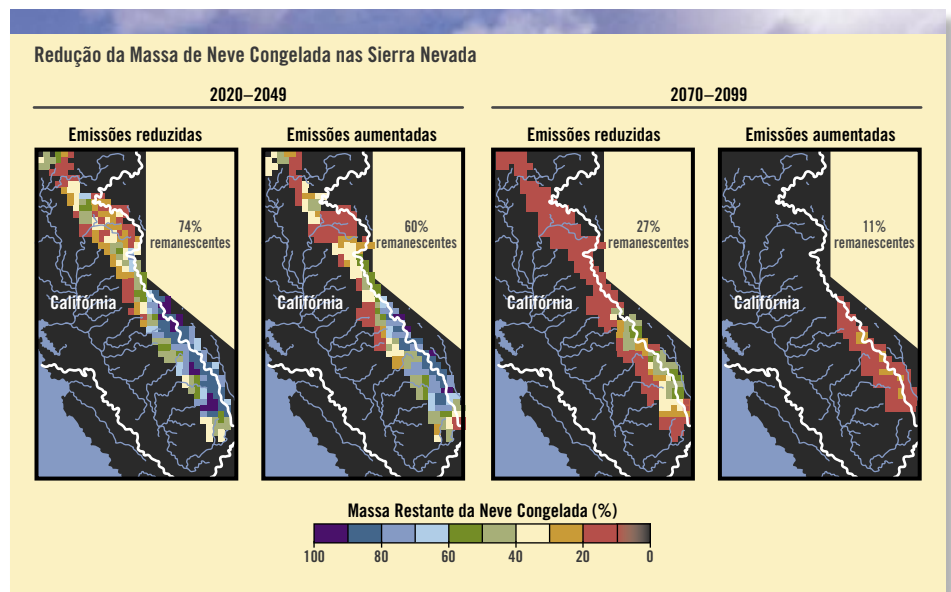 Redução da Massa de Neve Congelada nas Sierra Nevada
2020–2049
2070–2099
Emissões reduzidas
Emissões aumentadas
Emissões reduzidas
Emissões aumentadas
74%
remanescentes
60%
remanescentes
27%
remanescentes
11%
remanescentes
Califórnia
Califórnia
Califórnia
Califórnia
Massa Restante da Neve Congelada (%)
100 80 60 40 20 0